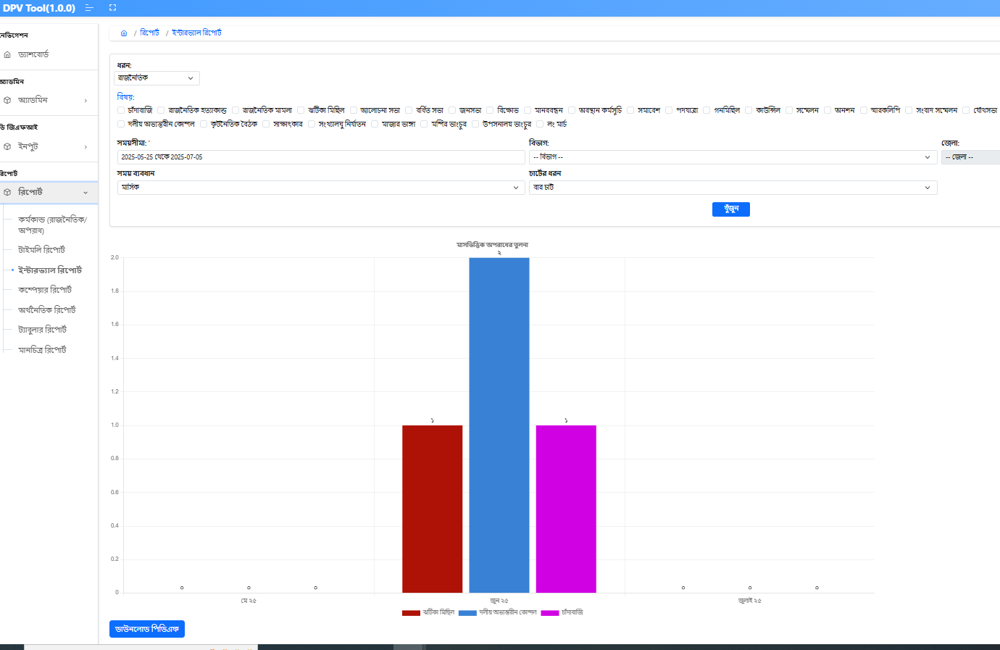 DPV Tool(1.0.0)
নেভিগেশন
ড্যাশবোর্ড
অ্যাডমিন
অ্যাডমিন
ডি জিএফআই
ইনপুট
রিপোর্ট
রিপোর্ট
কর্মকান্ড (রাজনৈতিক/
অপরাধ)
টাইমলি রিপোর্ট
ইন্টারভ্যাল রিপোর্ট
কম্পেয়ার রিপোর্ট
অর্থনৈতিক রিপোর্ট
ট্যাবুলার রিপোর্ট
মানচিত্র রিপোর্ট
/ রিপোর্ট / ইন্টারভ্যাল রিপোর্ট
ধরন:
রাজনৈতিক
বিষয়:
চাঁদাবাজি রাজনৈতিক হত্যাকান্ড রাজনৈতিক মামলা ঝটিকা মিছিল আলোচনা সভা বর্ধিত সভা জনসভা বিক্ষোভ মানববন্ধন অবস্থান কর্মসূচি সমাবেশ পদযাত্রা গনমিছিল কাউন্সিল সম্মেলন অনশন স্মারকলিপি সংবাদ সম্মেলন যৌথসভা
দলীয় অভ্যন্তরীন কোন্দল কূটনৈতিক বৈঠক সাক্ষাৎকার সংখ্যালঘু নির্যাতন মাজার ভাঙ্গা মন্দির ভাংচুর উপসনালয় ভাংচুর লং মার্চ
সময়সীমা: * বিভাগ: জেলা:
2025-05-25 থেকে 2025-07-05 -- বিভাগ -- -- জেলা --
সময় ব্যবধান চার্টের ধরন
মাসিক বার চার্ট
খুঁজুন
মাসভিত্তিক অপরাধের তুলনা
২
2.0
1.8
1.6
1.4
1.2
1.0
0.8
0.6
0.4
0.2
0
১ ১
০ ০ ০ ০ ০ ০
মে ২৫ জুন ২৫ জুলাই ২৫
ঝটিকা মিছিল দলীয় অভ্যন্তরীন কোন্দল চাঁদাবাজি
ডাউনলোড পিডিএফ